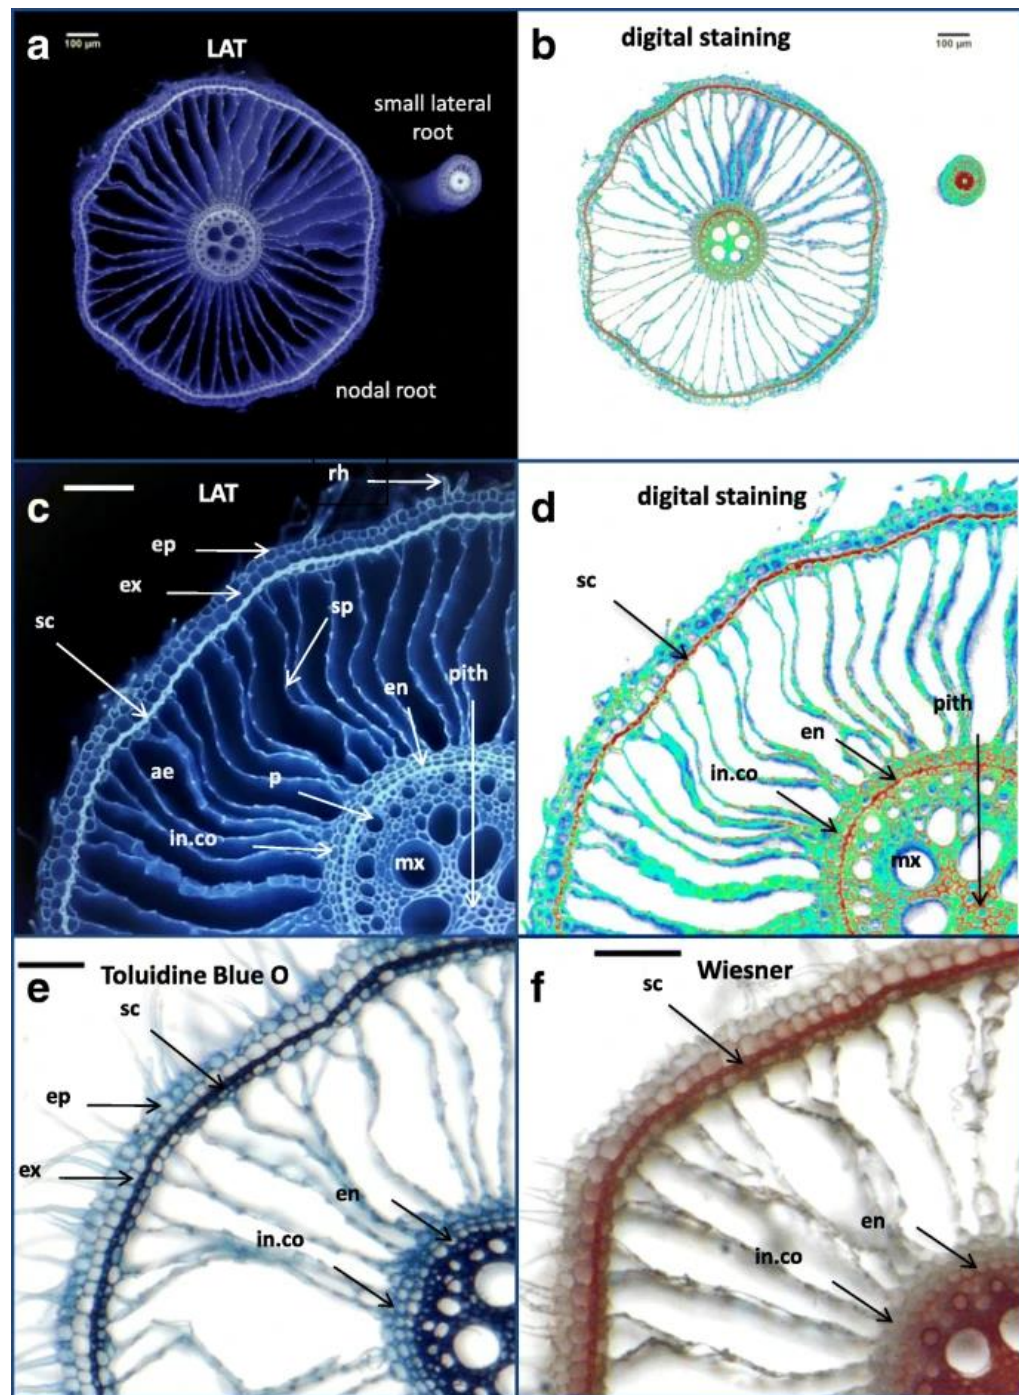 a
100 µm
LAT
small lateral
root
nodal root
b
digital staining
100 µm
c
LAT
rh
ep
ex
sc
sp
en
pith
ae
p
in.co
mx
d
digital staining
sc
pith
en
in.co
mx
e
Toluidine Blue O
sc
ep
ex
en
in.co
f
Wiesner
sc
en
in.co